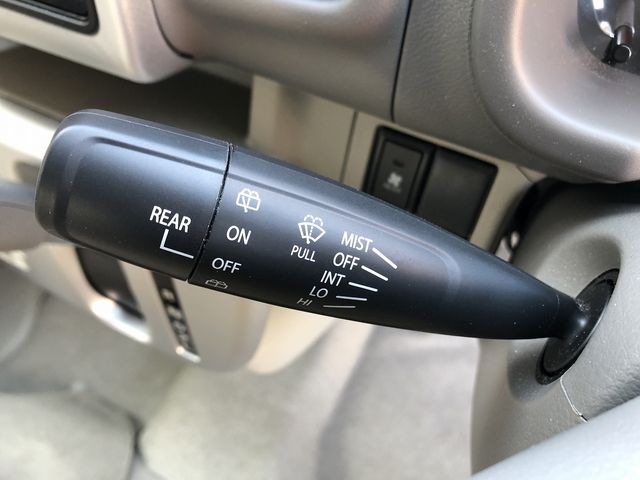 REAR
ON
OFF
PULL
MIST
OFF
INT
LO
HI